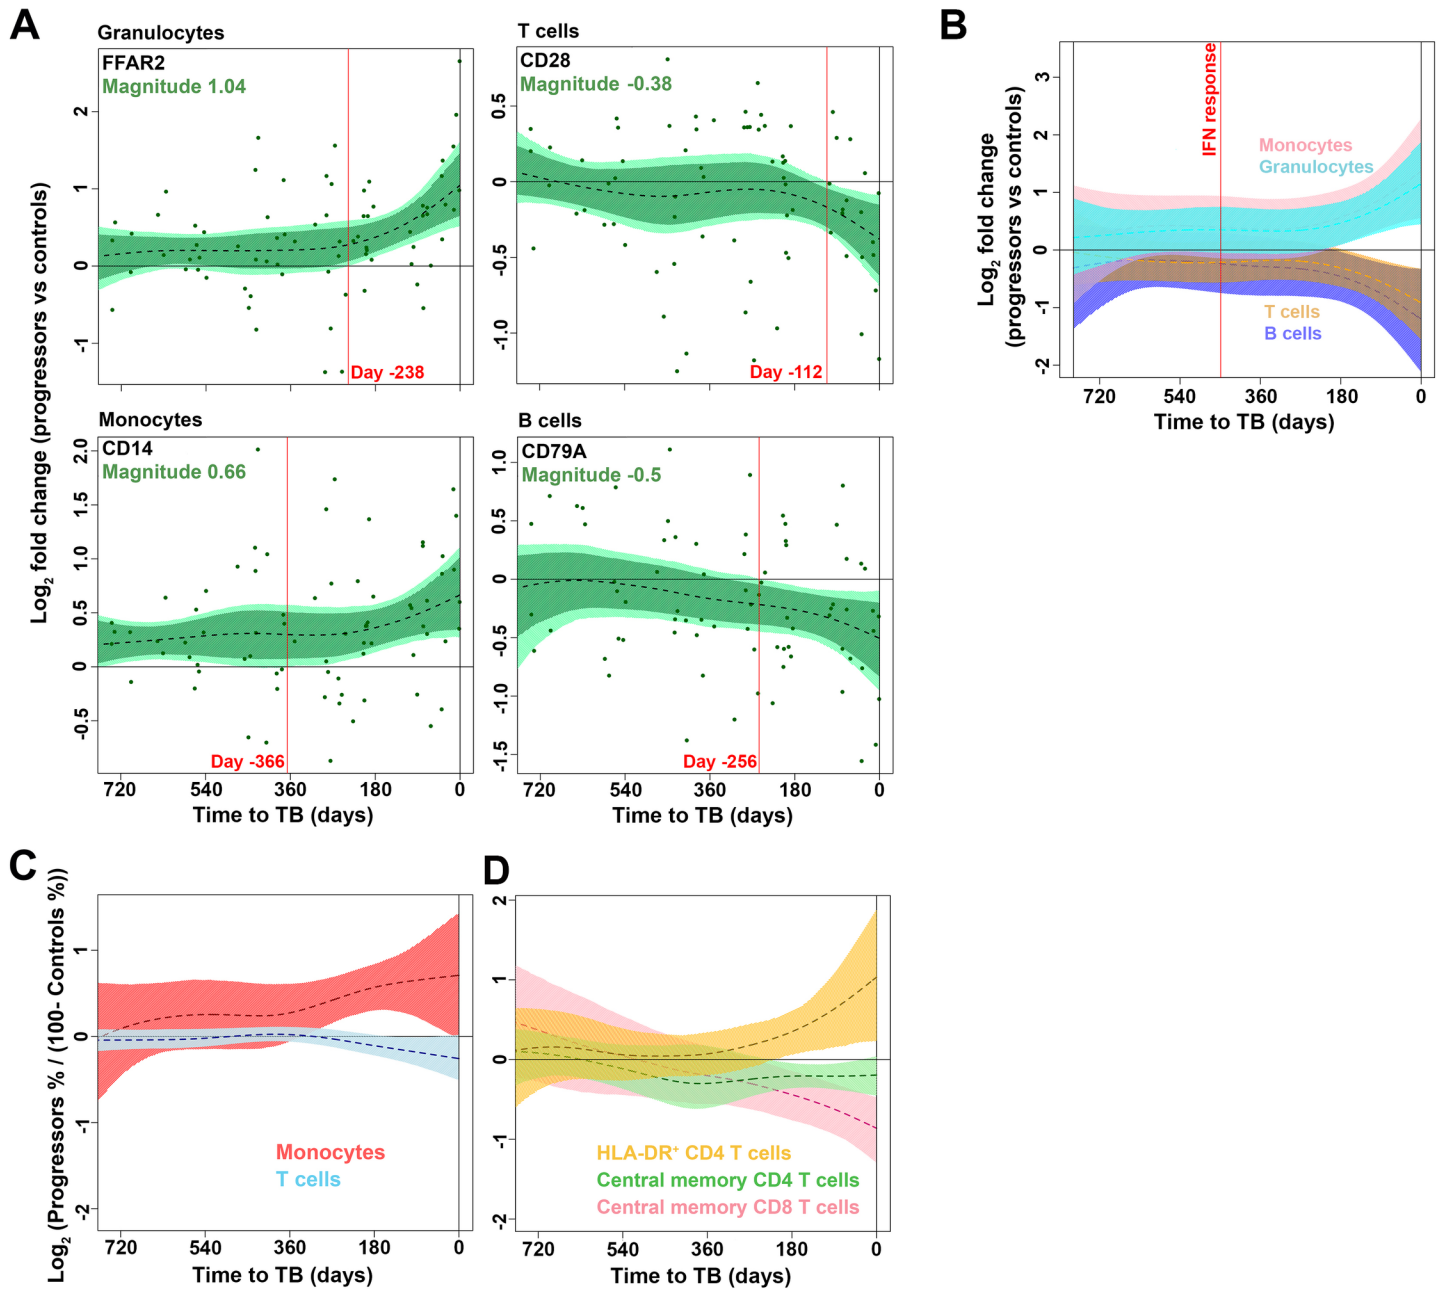 A
Granulocytes
FFAR2
Magnitude 1.04
2
1
0
-1
Day -238
T cells
CD28
Magnitude -0.38
0.5
0
-0.5
-1.0
Day -112
Log2 fold change (progressors vs controls)
Monocytes
CD14
Magnitude 0.66
2.0
1.5
1.0
0.5
0
-0.5
Day -366
720 540 360 180 0
Time to TB (days)
B cells
CD79A
Magnitude -0.5
1.0
0.5
0
-0.5
-1.0
-1.5
Day -256
720 540 360 180 0
Time to TB (days)
B
Log2 fold change
(progressors vs controls)
3
2
1
0
-1
-2
IFN response
Monocytes
Granulocytes
T cells
B cells
720 540 360 180 0
Time to TB (days)
C
Log2 (Progressors % / (100- Controls %))
1
0
-1
-2
Monocytes
T cells
720 540 360 180 0
Time to TB (days)
D
2
1
0
-1
-2
HLA-DR+ CD4 T cells
Central memory CD4 T cells
Central memory CD8 T cells
720 540 360 180 0
Time to TB (days)